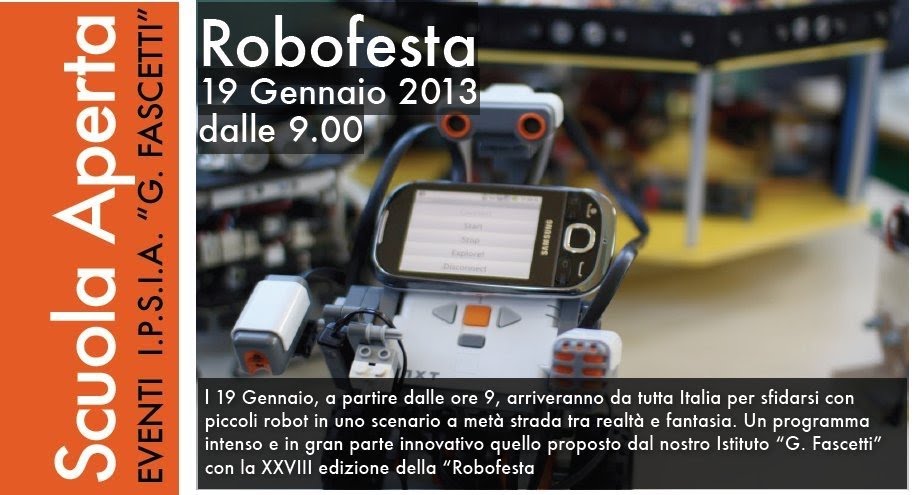 Scuola Aperta
EVENTI I.P.S.I.A. “G. FASCETTI”
Robofesta
19 Gennaio 2013
dalle 9.00
Start
Stop
Explore!
Disconnect
SAMSUNG
NXT
l 19 Gennaio, a partire dalle ore 9, arriveranno da tutta Italia per sfidarsi con
piccoli robot in uno scenario a metà strada tra realtà e fantasia. Un programma
intenso e in gran parte innovativo quello proposto dal nostro Istituto “G. Fascetti”
con la XXVIII edizione della “Robofesta